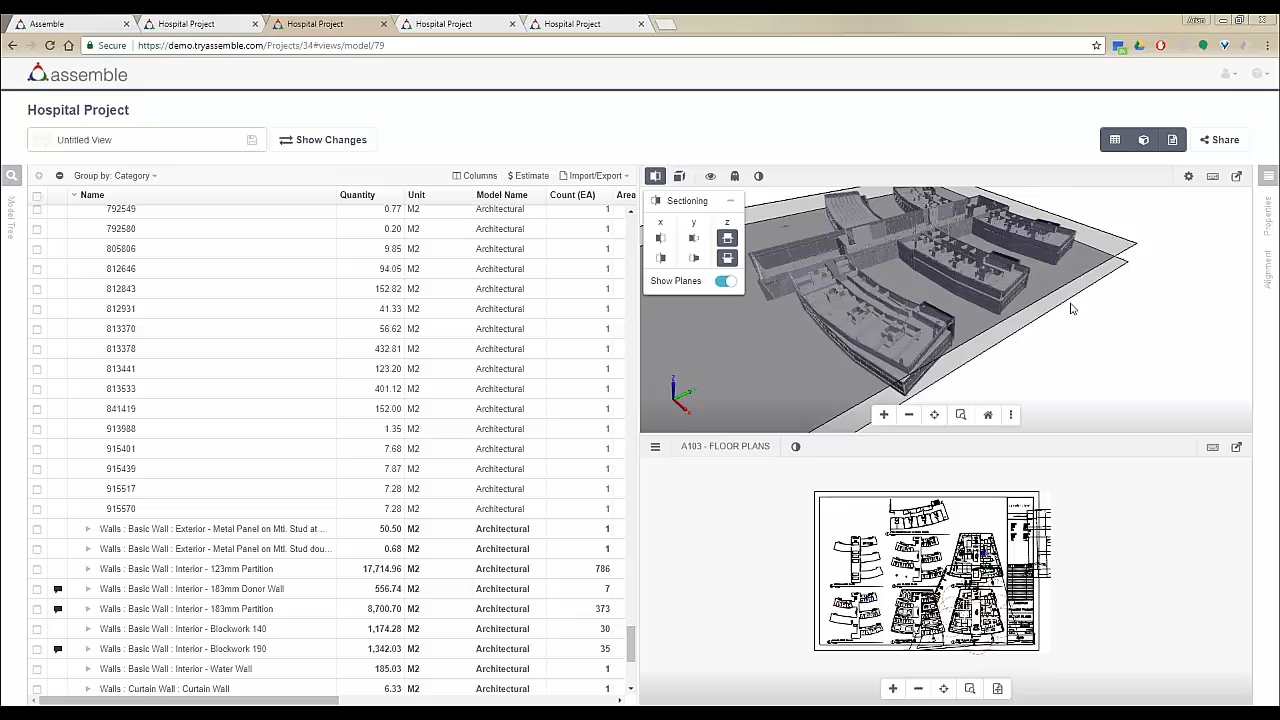 Assemble
Hospital Project
Hospital Project
Hospital Project
Hospital Project
Secure https://demo.tryassemble.com/Projects/34#views/model/79
assemble
Hospital Project
Untitled View
Show Changes
Share
Group by: Category
Columns
$ Estimate
Import/Export
Name Quantity Unit Model Name Count (EA) Area
792549 0.77 M2 Architectural 1
792580 0.20 M2 Architectural 1
805806 9.85 M2 Architectural 1
812646 94.05 M2 Architectural 1
812843 152.82 M2 Architectural 1
812931 41.33 M2 Architectural 1
813370 56.62 M2 Architectural 1
813378 432.81 M2 Architectural 1
813441 123.20 M2 Architectural 1
813533 401.12 M2 Architectural 1
841419 152.00 M2 Architectural 1
913988 1.35 M2 Architectural 1
915401 7.68 M2 Architectural 1
915439 7.87 M2 Architectural 1
915517 7.28 M2 Architectural 1
915570 7.28 M2 Architectural 1
Walls : Basic Wall : Exterior - Metal Panel on Mtl. Stud at ... 50.50 M2 Architectural 1
Walls : Basic Wall : Exterior - Metal Panel on Mtl. Stud dou... 0.68 M2 Architectural 1
Walls : Basic Wall : Interior - 123mm Partition 17,714.96 M2 Architectural 786
Walls : Basic Wall : Interior - 183mm Donor Wall 556.74 M2 Architectural 7
Walls : Basic Wall : Interior - 183mm Partition 8,700.70 M2 Architectural 373
Walls : Basic Wall : Interior - Blockwork 140 1,174.28 M2 Architectural 30
Walls : Basic Wall : Interior - Blockwork 190 1,342.03 M2 Architectural 35
Walls : Basic Wall : Interior - Water Wall 185.03 M2 Architectural 1
Walls : Curtain Wall : Curtain Wall 6.33 M2 Architectural 1
Model Tree
Sectioning
x y z
Show Planes
Z
A103 - FLOOR PLANS
Properties
Alignment